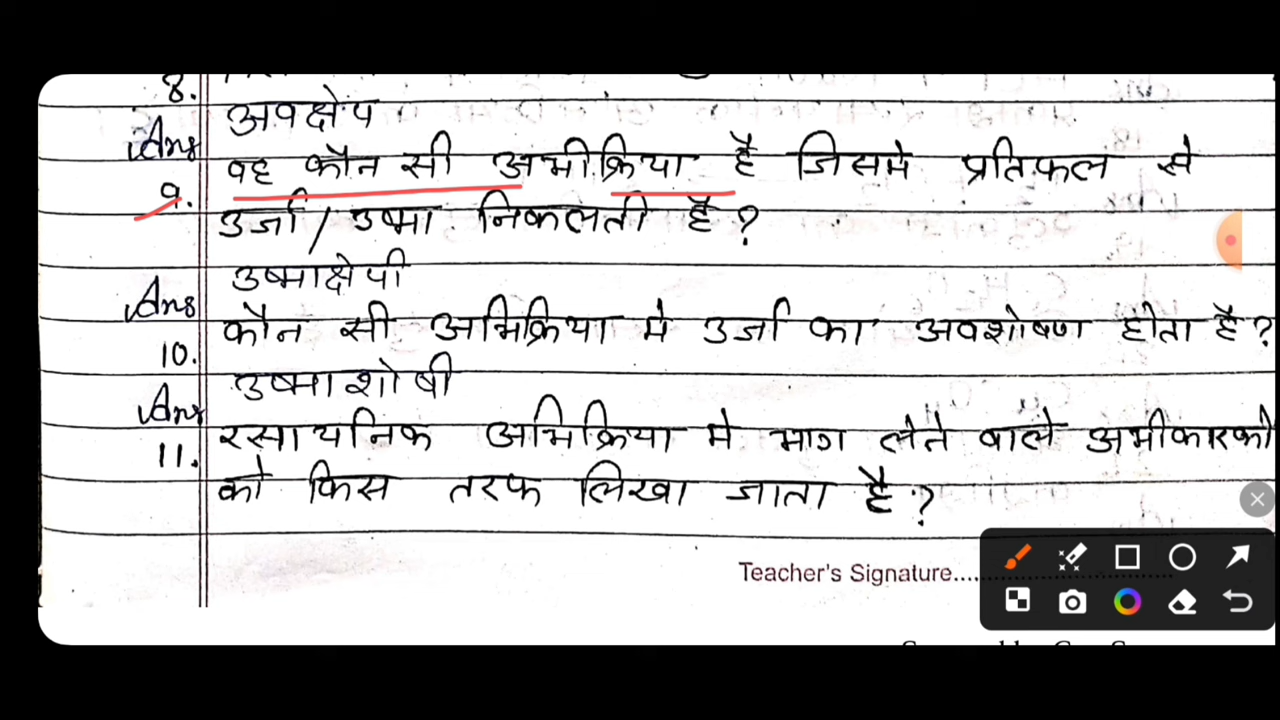 8.
अवक्षेप
Ans
वह कौन सी अभीक्रिया है जिसमे प्रतिफल से
9.
उर्जा / उष्मा निकलती है?
उष्माक्षेपी
Ans
कौन सी अभिक्रिया मे उर्जा का अवशोषण होता है?
10.
उष्माशोषी
Ans
रसायनिक अभिक्रिया मे भाग लेने वाले अभीकारको
11.
को किस तरफ लिखा जाता है?
Teacher's Signature